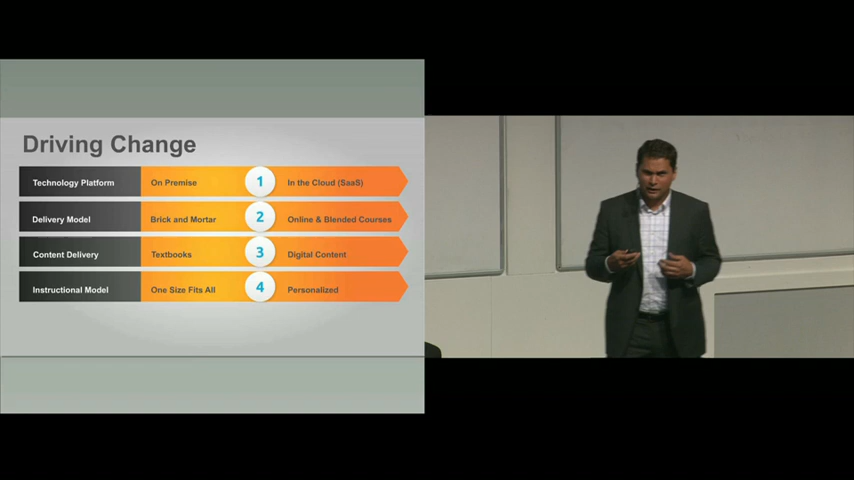 Driving Change
Technology Platform On Premise 1 In the Cloud (SaaS)
Delivery Model Brick and Mortar 2 Online & Blended Courses
Content Delivery Textbooks 3 Digital Content
Instructional Model One Size Fits All 4 Personalized